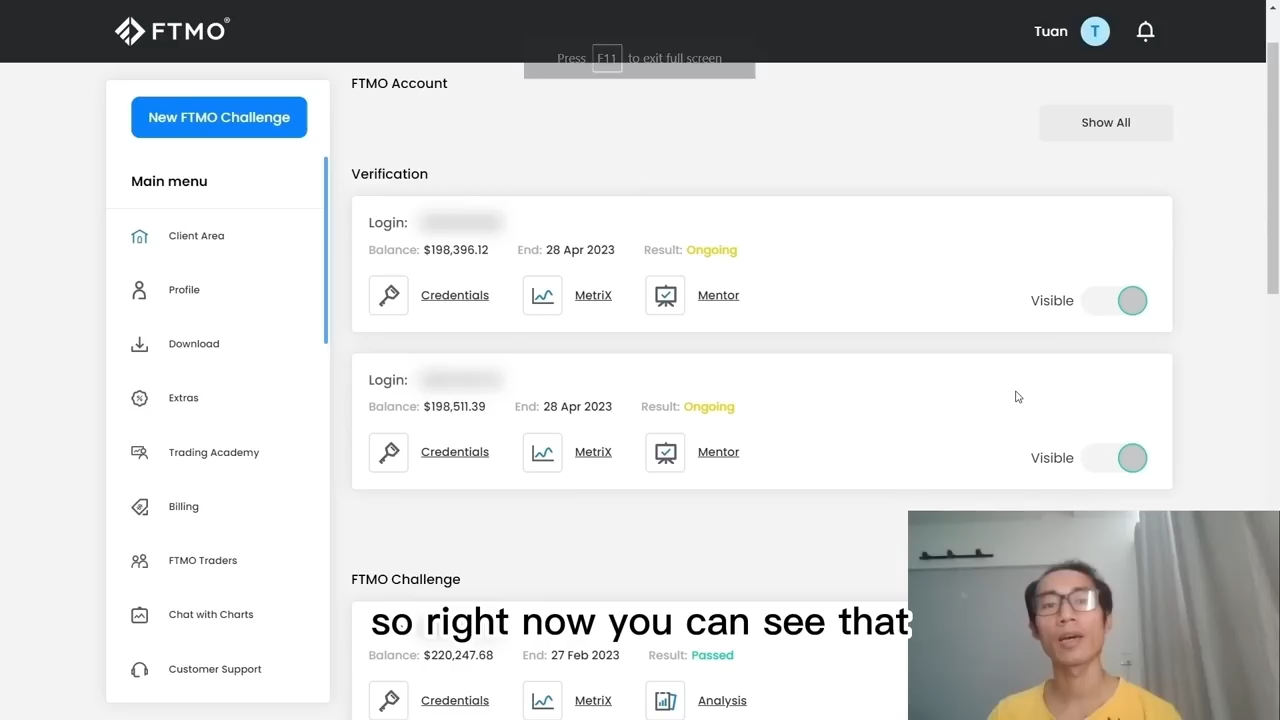 FTMO®
Tuan T
Press F11 to exit full screen
New FTMO Challenge
Main menu
Client Area
Profile
Download
Extras
Trading Academy
Billing
FTMO Traders
Chat with Charts
Customer Support
FTMO Account
Show All
Verification
Login:
Balance: $198,396.12 End: 28 Apr 2023 Result: Ongoing
Credentials MetriX Mentor
Visible
Login:
Balance: $198,511.39 End: 28 Apr 2023 Result: Ongoing
Credentials MetriX Mentor
Visible
FTMO Challenge
so right now you can see that
Balance: $220,247.68 End: 27 Feb 2023 Result: Passed
Credentials MetriX Analysis